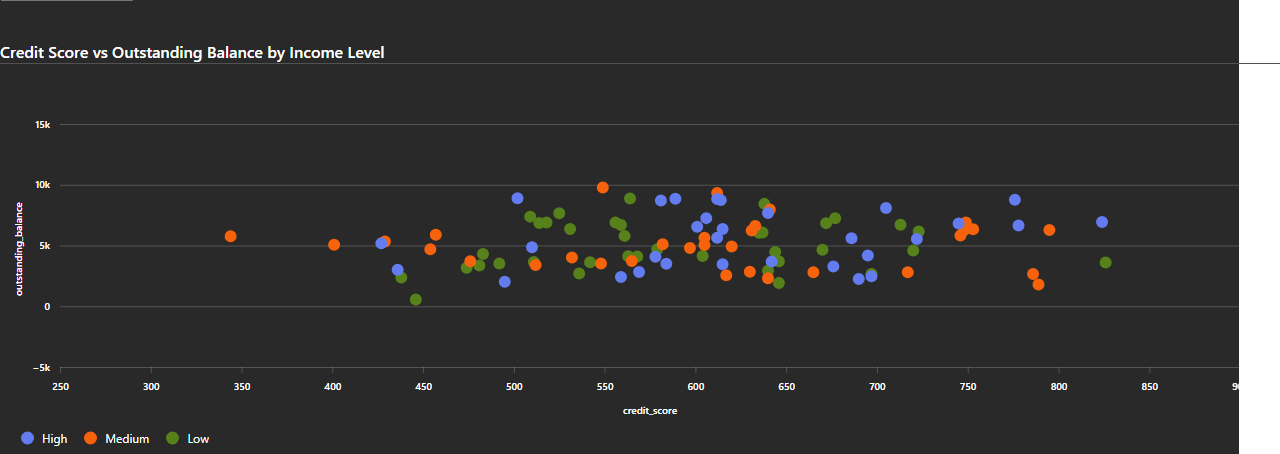 Credit Score vs Outstanding Balance by Income Level
15k
10k
5k
0
−5k
outstanding_balance
250 300 350 400 450 500 550 600 650 700 750 800 850 9
credit_score
High Medium Low